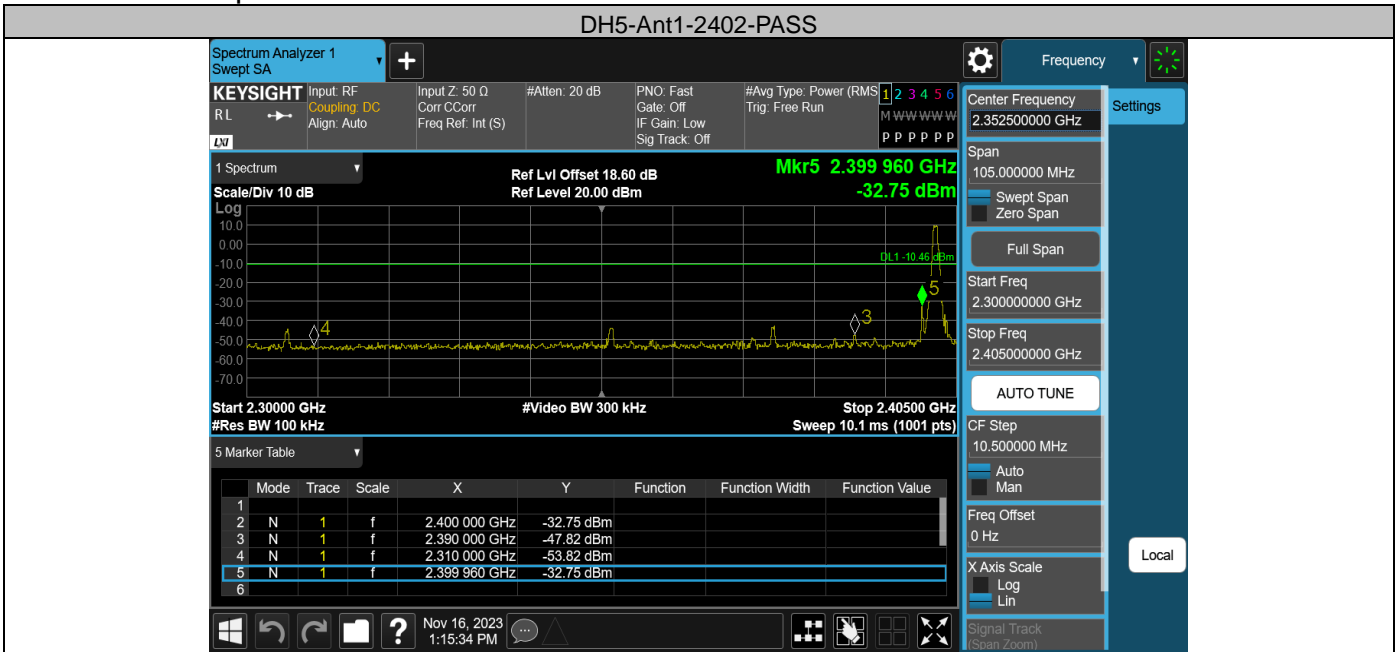 DH5-Ant1-2402-PASS
Spectrum Analyzer 1
Swept SA
+
Frequency
KEYSIGHT
RL
LXI
Input: RF
Coupling: DC
Align: Auto
Input Z: 50 Ω
Corr CCorr
Freq Ref: Int (S)
#Atten: 20 dB
PNO: Fast
Gate: Off
IF Gain: Low
Sig Track: Off
#Avg Type: Power (RMS
Trig: Free Run
1 2 3 4 5 6
M W W W W W
P P P P P P
1 Spectrum
Scale/Div 10 dB
Ref Lvl Offset 18.60 dB
Ref Level 20.00 dBm
Mkr5 2.399 960 GHz
-32.75 dBm
Log
10.0
0.00
-10.0
-20.0
-30.0
-40.0
-50.0
-60.0
-70.0
DL1 -10.46 dBm
5
3
4
Start 2.30000 GHz
#Res BW 100 kHz
#Video BW 300 kHz
Stop 2.40500 GHz
Sweep 10.1 ms (1001 pts)
5 Marker Table
Mode Trace Scale X Y Function Function Width Function Value
1
2 N 1 f 2.400 000 GHz -32.75 dBm
3 N 1 f 2.390 000 GHz -47.82 dBm
4 N 1 f 2.310 000 GHz -53.82 dBm
5 N 1 f 2.399 960 GHz -32.75 dBm
6
Center Frequency
2.352500000 GHz
Settings
Span
105.000000 MHz
Swept Span
Zero Span
Full Span
Start Freq
2.300000000 GHz
Stop Freq
2.405000000 GHz
AUTO TUNE
CF Step
10.500000 MHz
Auto
Man
Freq Offset
0 Hz
X Axis Scale
Log
Lin
Local
Signal Track
(Span Zoom)
?
Nov 16, 2023
1:15:34 PM